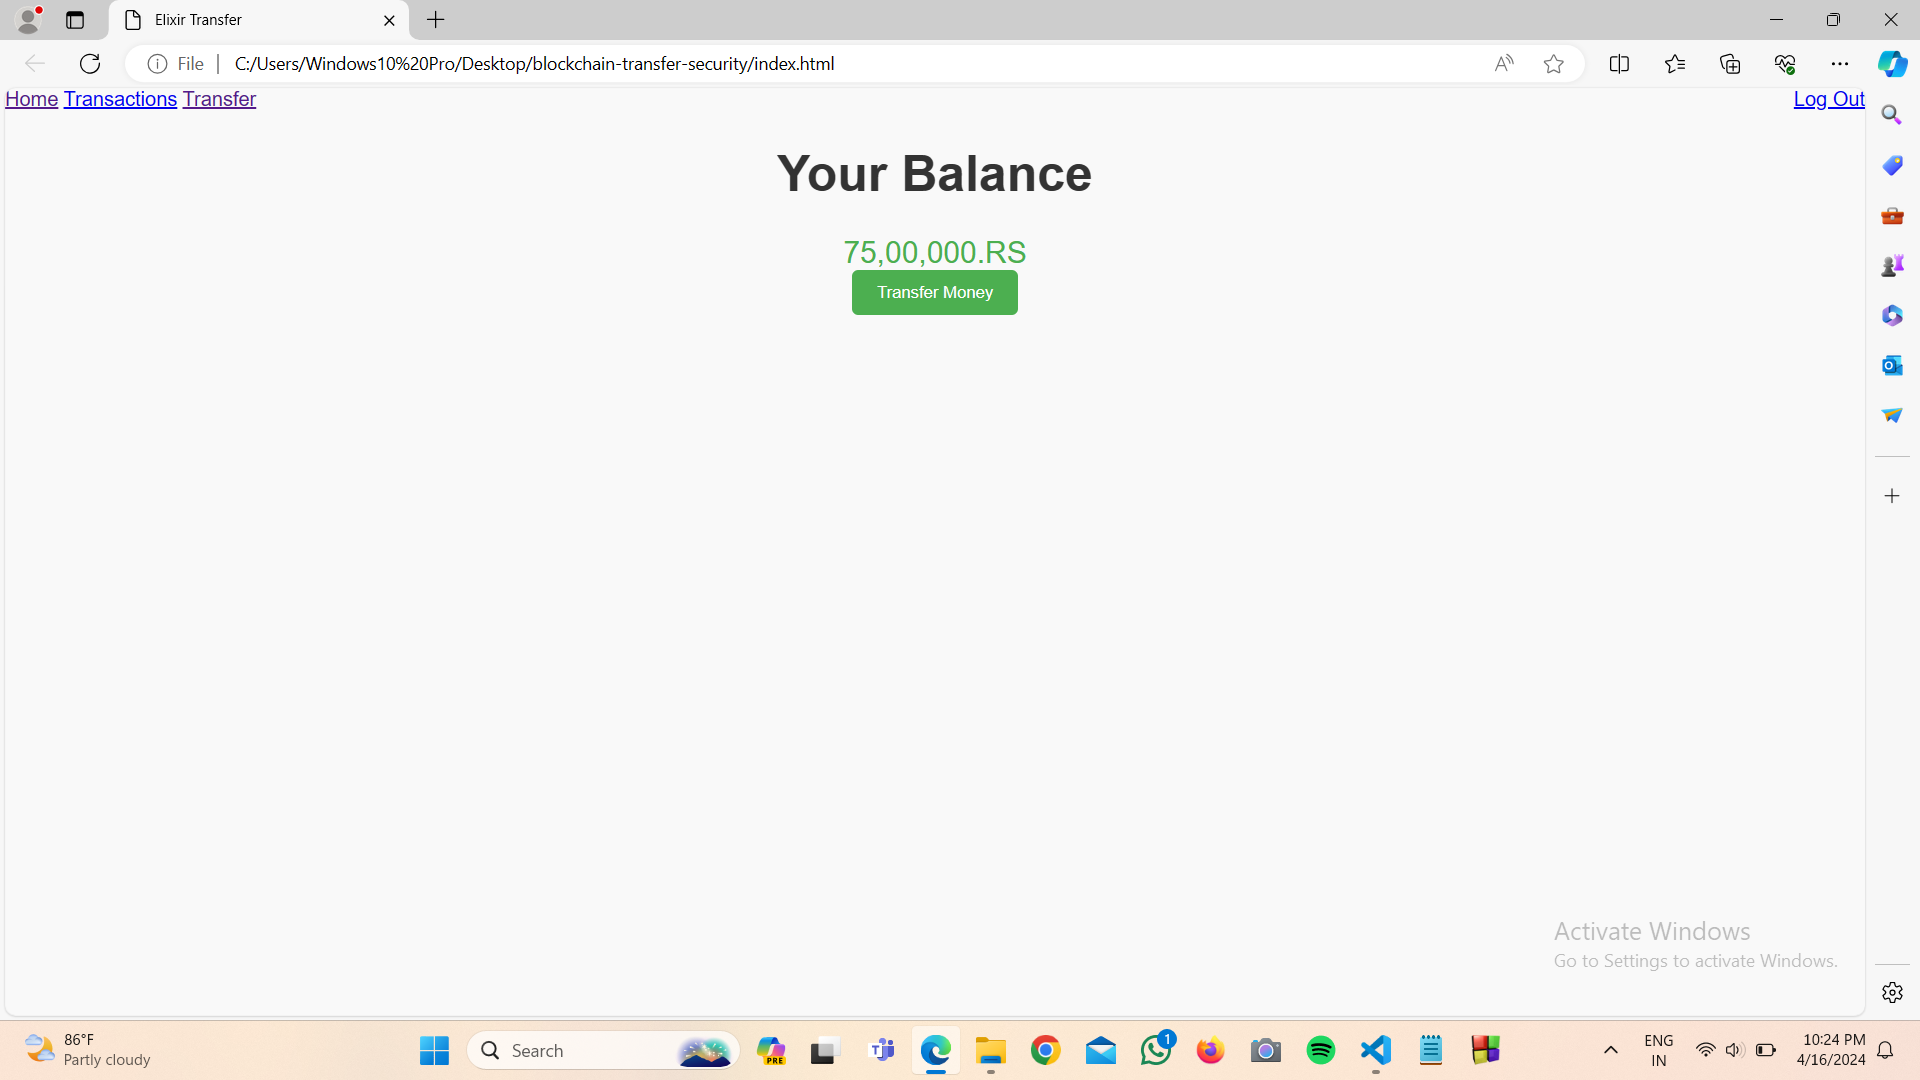 Elixir Transfer
File
C:/Users/Windows10%20Pro/Desktop/blockchain-transfer-security/index.html
Home Transactions Transfer
Log Out
Your Balance
75,00,000.RS
Transfer Money
Activate Windows
Go to Settings to activate Windows.
86°F
Partly cloudy
Search
PRE
1
ENG
IN
10:24 PM
4/16/2024